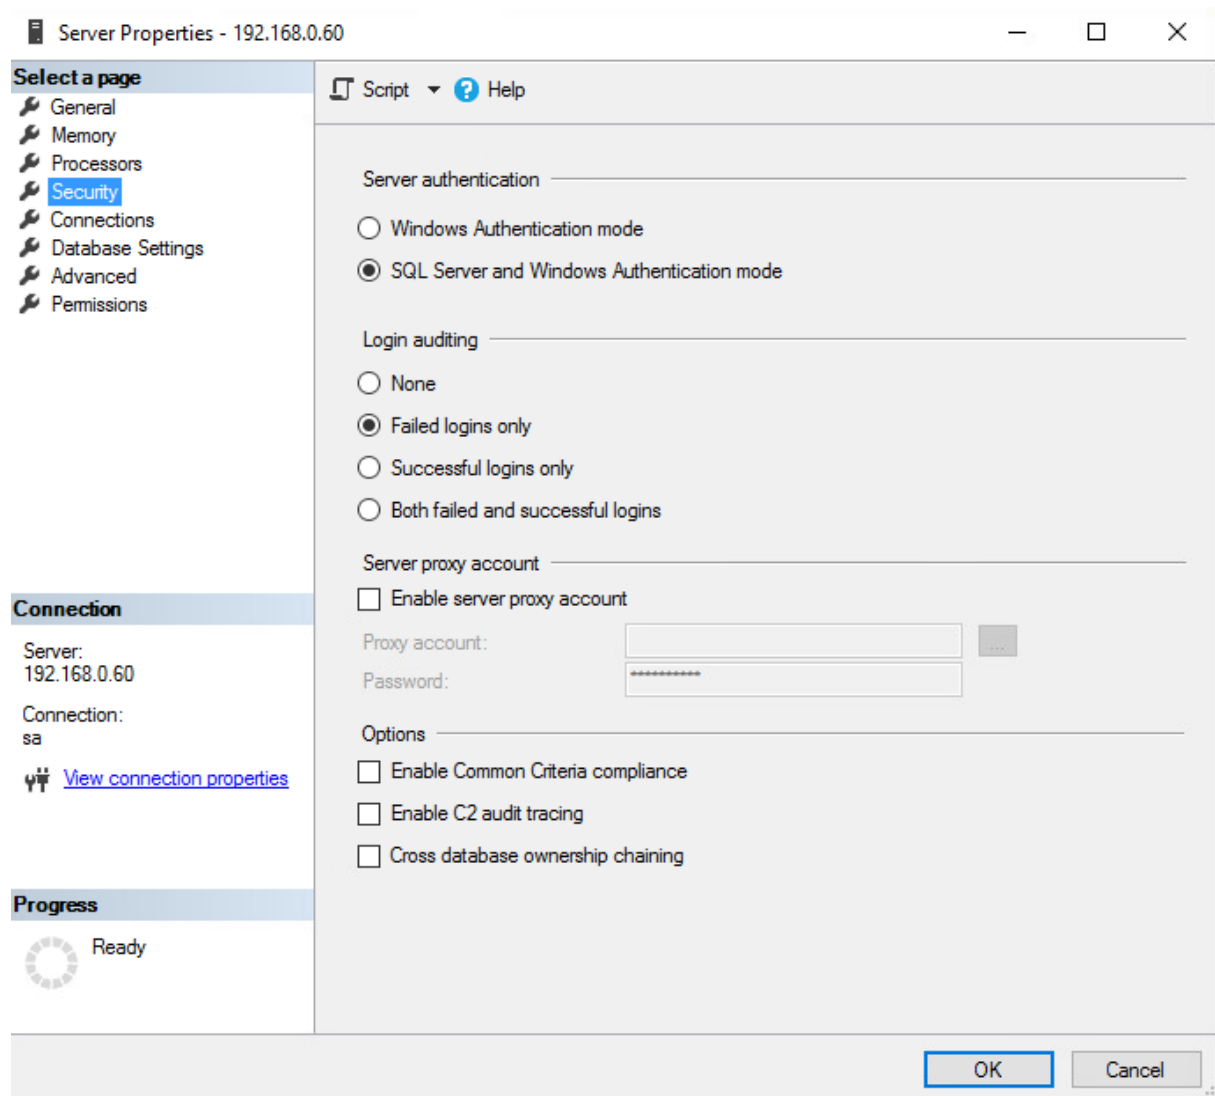 Server Properties - 192.168.0.60
Select a page
General
Memory
Processors
Security
Connections
Database Settings
Advanced
Permissions
Connection
Server:
192.168.0.60
Connection:
sa
View connection properties
Progress
Ready
Script
Help
Server authentication
Windows Authentication mode
SQL Server and Windows Authentication mode
Login auditing
None
Failed logins only
Successful logins only
Both failed and successful logins
Server proxy account
Enable server proxy account
Proxy account:
...
Password:
**********
Options
Enable Common Criteria compliance
Enable C2 audit tracing
Cross database ownership chaining
OK
Cancel